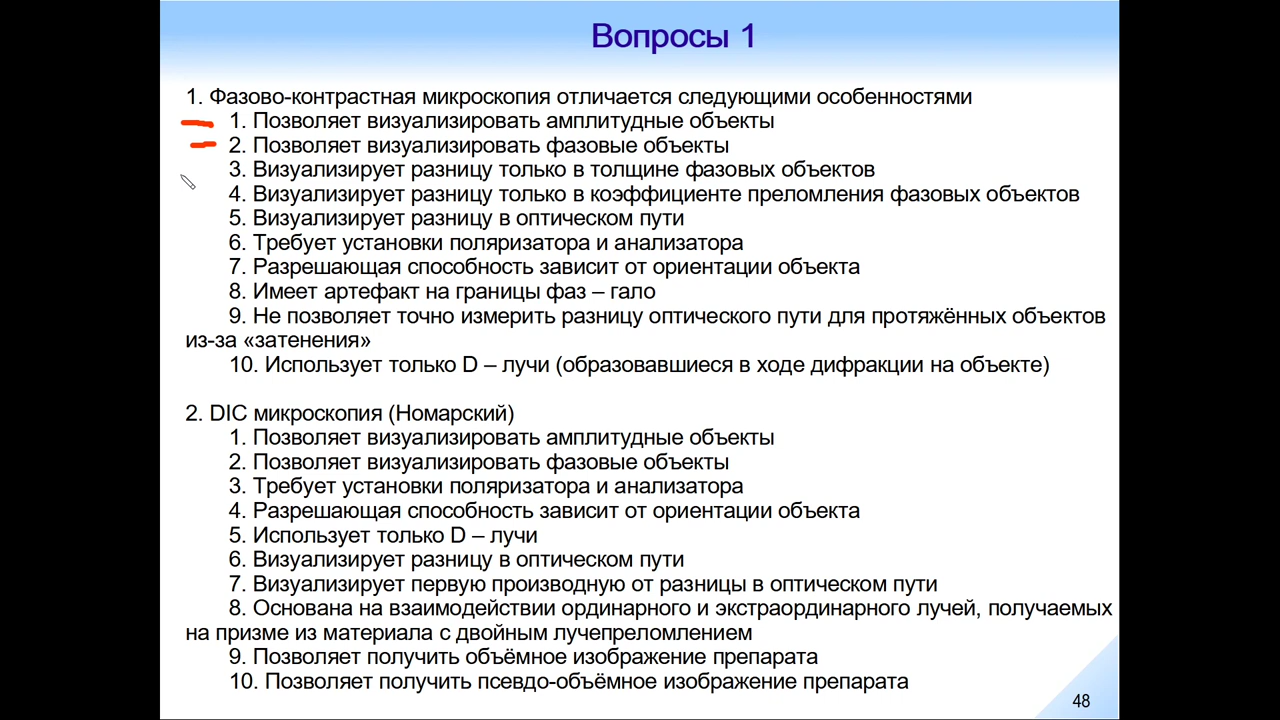 Вопросы 1
1. Фазово-контрастная микроскопия отличается следующими особенностями
1. Позволяет визуализировать амплитудные объекты
2. Позволяет визуализировать фазовые объекты
3. Визуализирует разницу только в толщине фазовых объектов
4. Визуализирует разницу только в коэффициенте преломления фазовых объектов
5. Визуализирует разницу в оптическом пути
6. Требует установки поляризатора и анализатора
7. Разрешающая способность зависит от ориентации объекта
8. Имеет артефакт на границы фаз – гало
9. Не позволяет точно измерить разницу оптического пути для протяжённых объектов
из-за «затенения»
10. Использует только D – лучи (образовавшиеся в ходе дифракции на объекте)
2. DIC микроскопия (Номарский)
1. Позволяет визуализировать амплитудные объекты
2. Позволяет визуализировать фазовые объекты
3. Требует установки поляризатора и анализатора
4. Разрешающая способность зависит от ориентации объекта
5. Использует только D – лучи
6. Визуализирует разницу в оптическом пути
7. Визуализирует первую производную от разницы в оптическом пути
8. Основана на взаимодействии ординарного и экстраординарного лучей, получаемых
на призме из материала с двойным лучепреломлением
9. Позволяет получить объёмное изображение препарата
10. Позволяет получить псевдо-объёмное изображение препарата
48